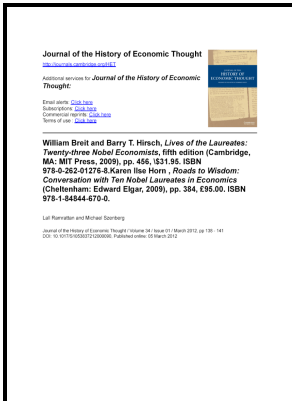 Journal of the History of Economic Thought
http://journals.cambridge.org/HET
Additional services for Journal of the History of Economic
Thought:
Email alerts: Click here
Subscriptions: Click here
Commercial reprints: Click here
Terms of use : Click here
HISTORY OF
ECONOMIC THOUGHT
William Breit and Barry T. Hirsch, Lives of the Laureates:
Twenty-three Nobel Economists, fifth edition (Cambridge,
MA: MIT Press, 2009), pp. 456, \$31.95. ISBN
978-0-262-01276-8.Karen Ilse Horn , Roads to Wisdom:
Conversation with Ten Nobel Laureates in Economics
(Cheltenham: Edward Elgar, 2009), pp. 384, £95.00. ISBN
978-1-84844-670-0.
Lall Ramrattan and Michael Szenberg
Journal of the History of Economic Thought / Volume 34 / Issue 01 / March 2012, pp 136 - 141
DOI: 10.1017/S1053837212000090, Published online: 05 March 2012